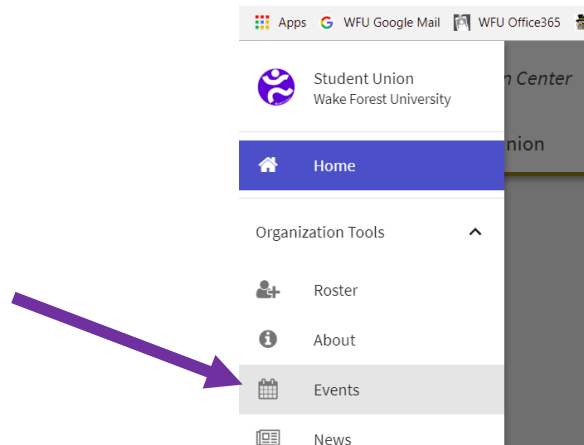 Apps WFU Google Mail WFU Office365
Student Union
Wake Forest University
n Center
nion
Home
Organization Tools
Roster
About
Events
News